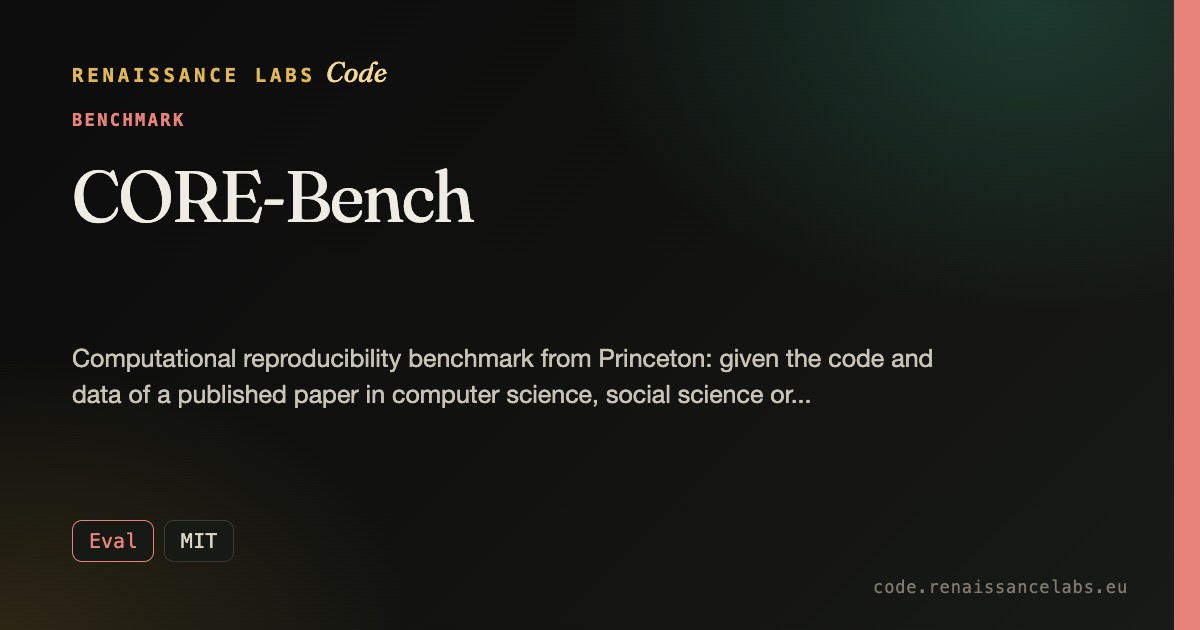 RENAISSANCE LABS Code
BENCHMARK
CORE-Bench
Computational reproducibility benchmark from Princeton: given the code and
data of a published paper in computer science, social science or...
Eval MIT
code.renaissancelabs.eu